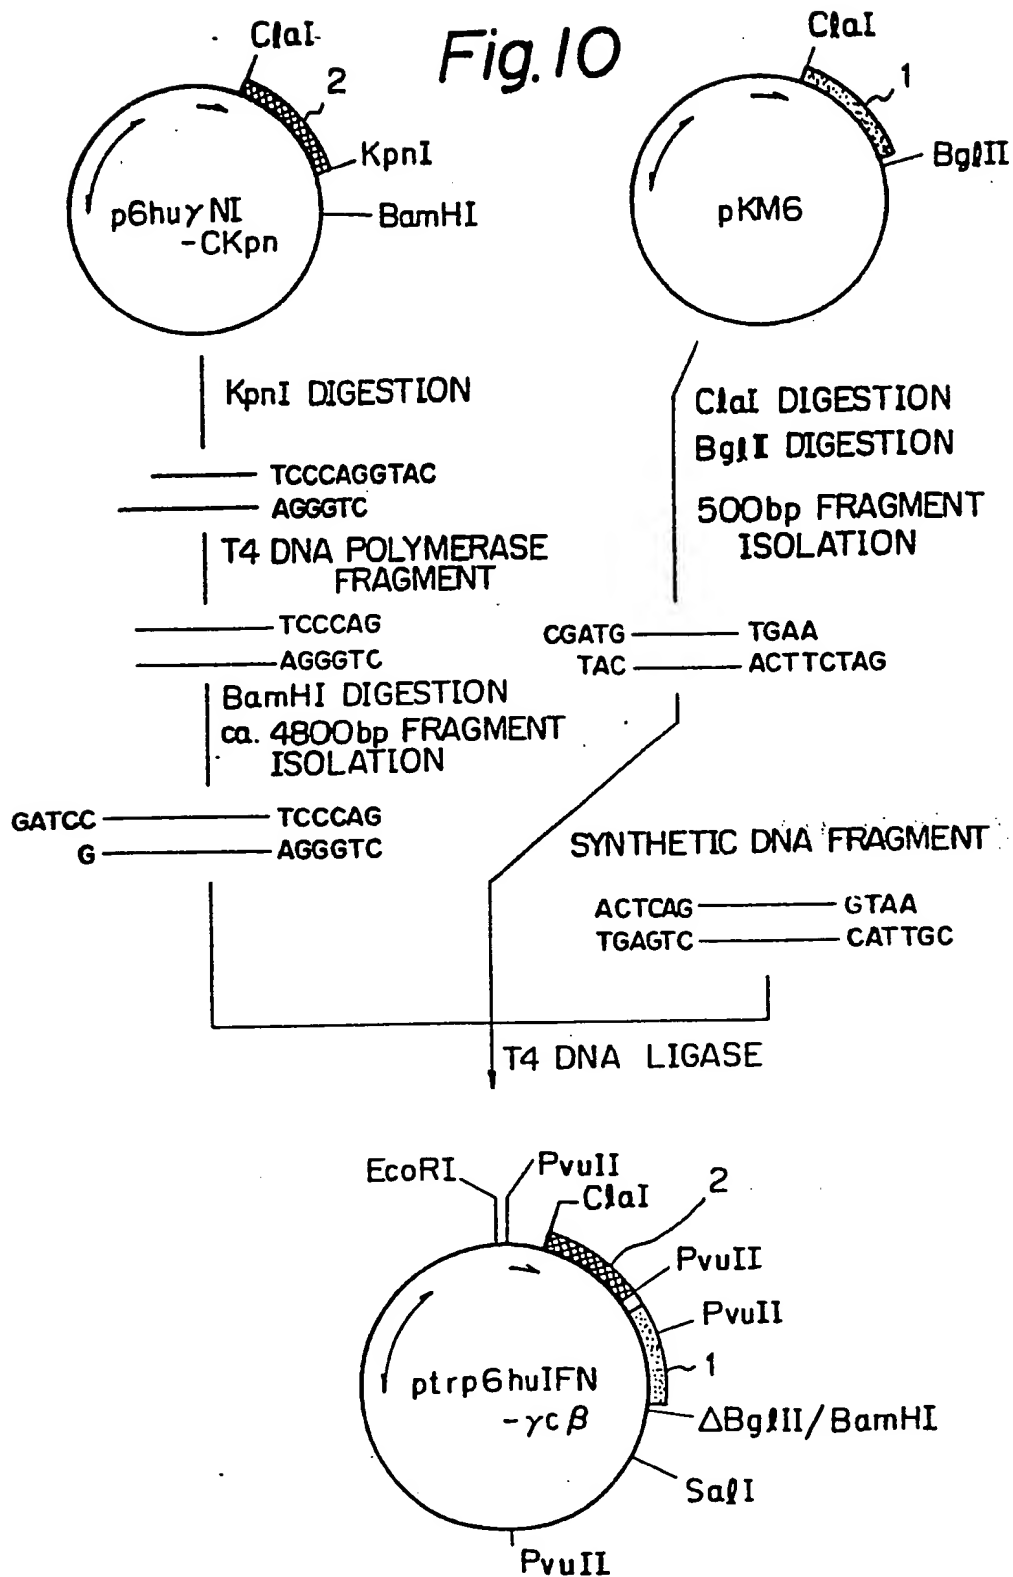 Fig. 10
ClaI
2
KpnI
BamHI
p6huγNI
-CKpn
ClaI
1
BglII
pKM6
KpnI DIGESTION
TCCCAGGTAC
AGGGTC
T4 DNA POLYMERASE
FRAGMENT
TCCCAG
AGGGTC
BamHI DIGESTION
ca. 4800bp FRAGMENT
ISOLATION
GATCC TCCCAG
G AGGGTC
ClaI DIGESTION
BglI DIGESTION
500bp FRAGMENT
ISOLATION
CGATG TGAA
TAC ACTTCTAG
SYNTHETIC DNA FRAGMENT
ACTCAG GTAA
TGAGTC CATTGC
T4 DNA LIGASE
EcoRI
PvuII
ClaI
2
PvuII
PvuII
1
ptrp6huIFN
-γcβ
ΔBglII/BamHI
SalI
PvuII